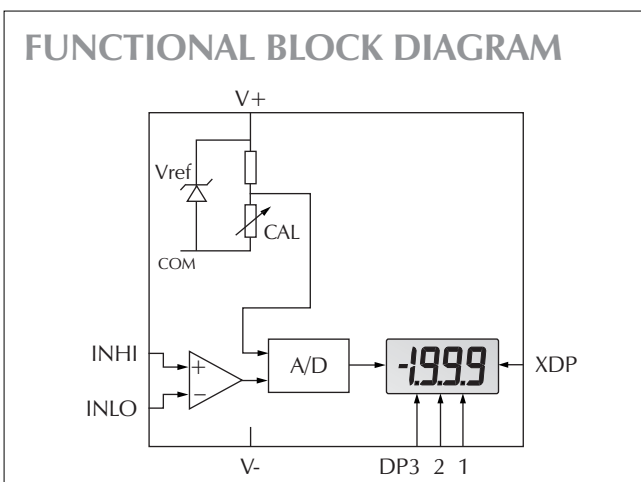 FUNCTIONAL BLOCK DIAGRAM
V+
Vref
CAL
COM
INHI
A/D
-1.9.9.9
XDP
INLO
V-
DP3 2 1